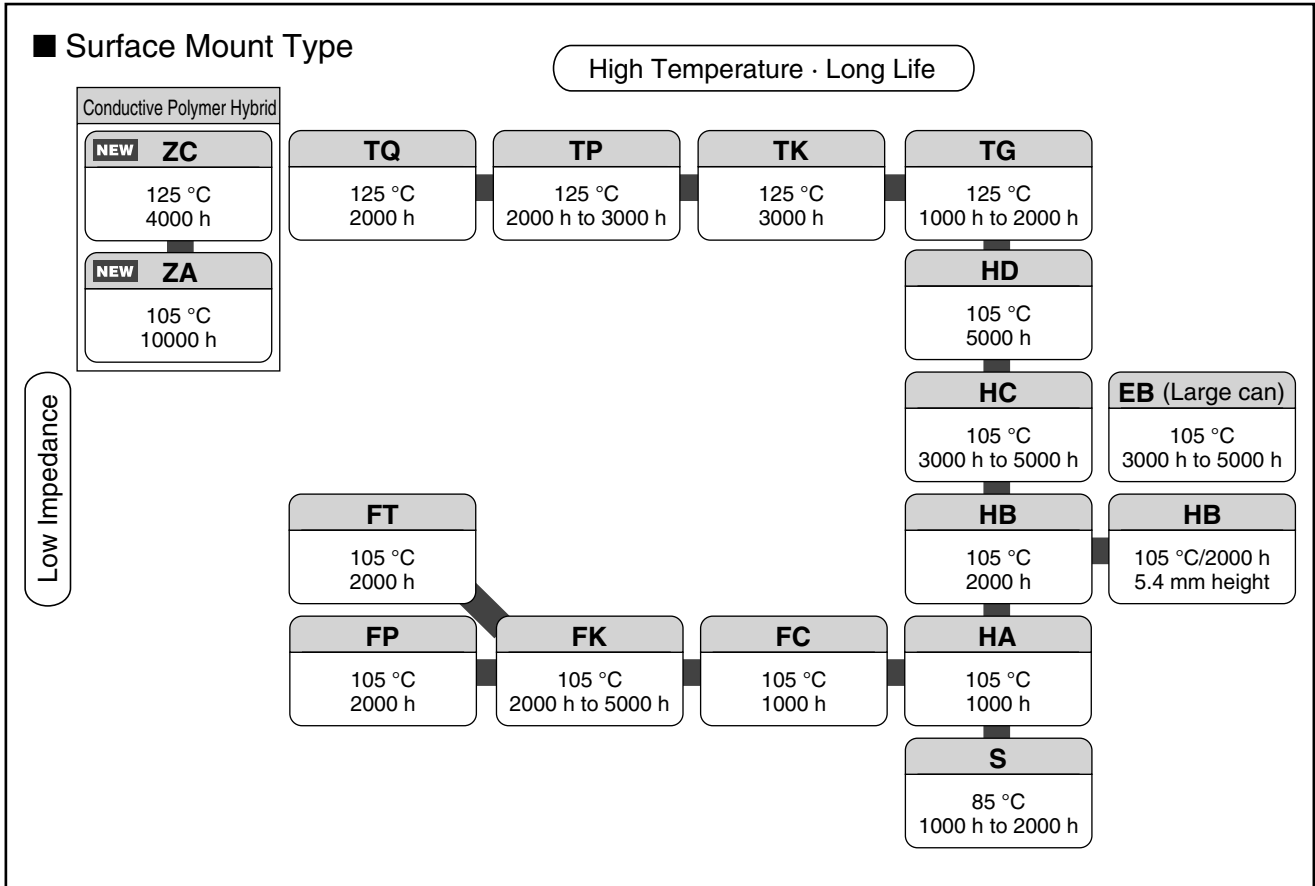 ■ Surface Mount Type
High Temperature · Long Life
Conductive Polymer Hybrid
NEW ZC
125 °C
4000 h
NEW ZA
105 °C
10000 h
TQ
125 °C
2000 h
TP
125 °C
2000 h to 3000 h
TK
125 °C
3000 h
TG
125 °C
1000 h to 2000 h
HD
105 °C
5000 h
HC
105 °C
3000 h to 5000 h
EB (Large can)
105 °C
3000 h to 5000 h
Low Impedance
FT
105 °C
2000 h
HB
105 °C
2000 h
HB
105 °C/2000 h
5.4 mm height
FP
105 °C
2000 h
FK
105 °C
2000 h to 5000 h
FC
105 °C
1000 h
HA
105 °C
1000 h
S
85 °C
1000 h to 2000 h